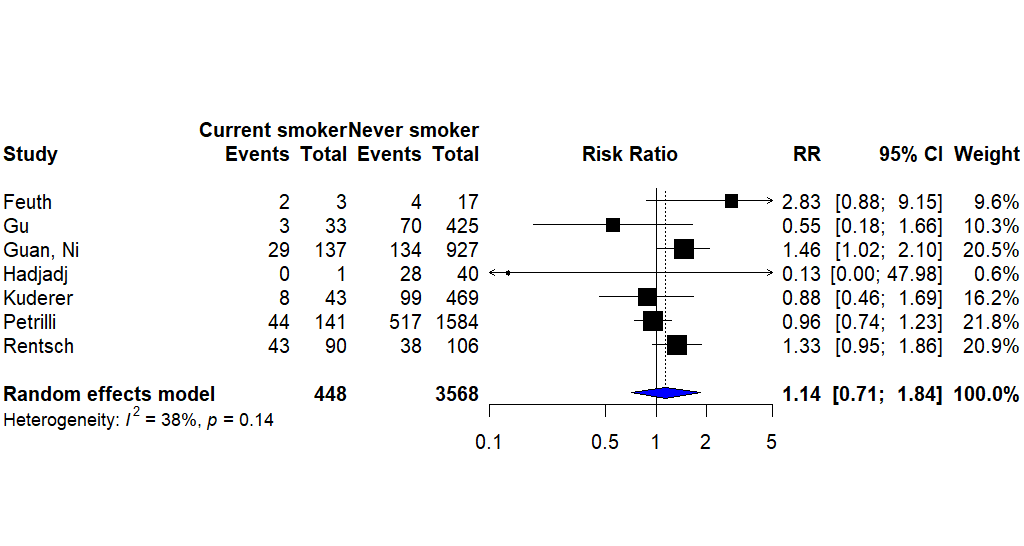 Current smoker Never smoker
Study Events Total Events Total Risk Ratio RR 95% CI Weight
Feuth 2 3 4 17 2.83 [0.88; 9.15] 9.6%
Gu 3 33 70 425 0.55 [0.18; 1.66] 10.3%
Guan, Ni 29 137 134 927 1.46 [1.02; 2.10] 20.5%
Hadjadj 0 1 28 40 0.13 [0.00; 47.98] 0.6%
Kuderer 8 43 99 469 0.88 [0.46; 1.69] 16.2%
Petrilli 44 141 517 1584 0.96 [0.74; 1.23] 21.8%
Rentsch 43 90 38 106 1.33 [0.95; 1.86] 20.9%
Random effects model 448 3568 1.14 [0.71; 1.84] 100.0%
Heterogeneity: I² = 38%, p = 0.14
0.1 0.5 1 2 5